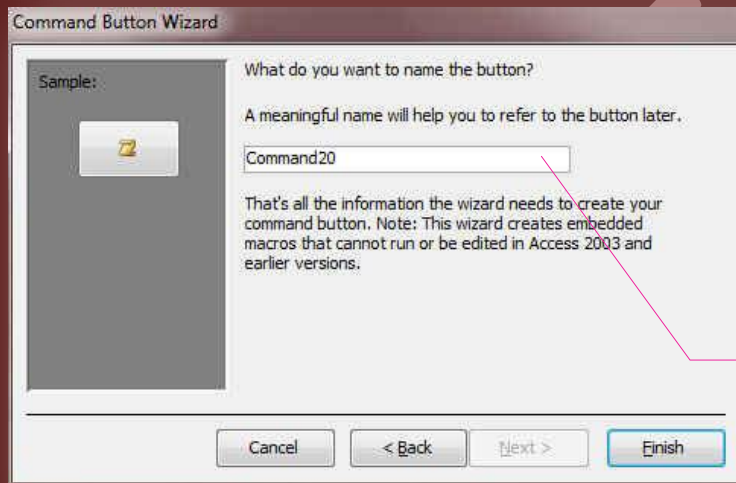 Command Button Wizard
Sample:
What do you want to name the button?
A meaningful name will help you to refer to the button later.
Command20
That's all the information the wizard needs to create your
command button. Note: This wizard creates embedded
macros that cannot run or be edited in Access 2003 and
earlier versions.
Cancel
< Back
Next >
Finish